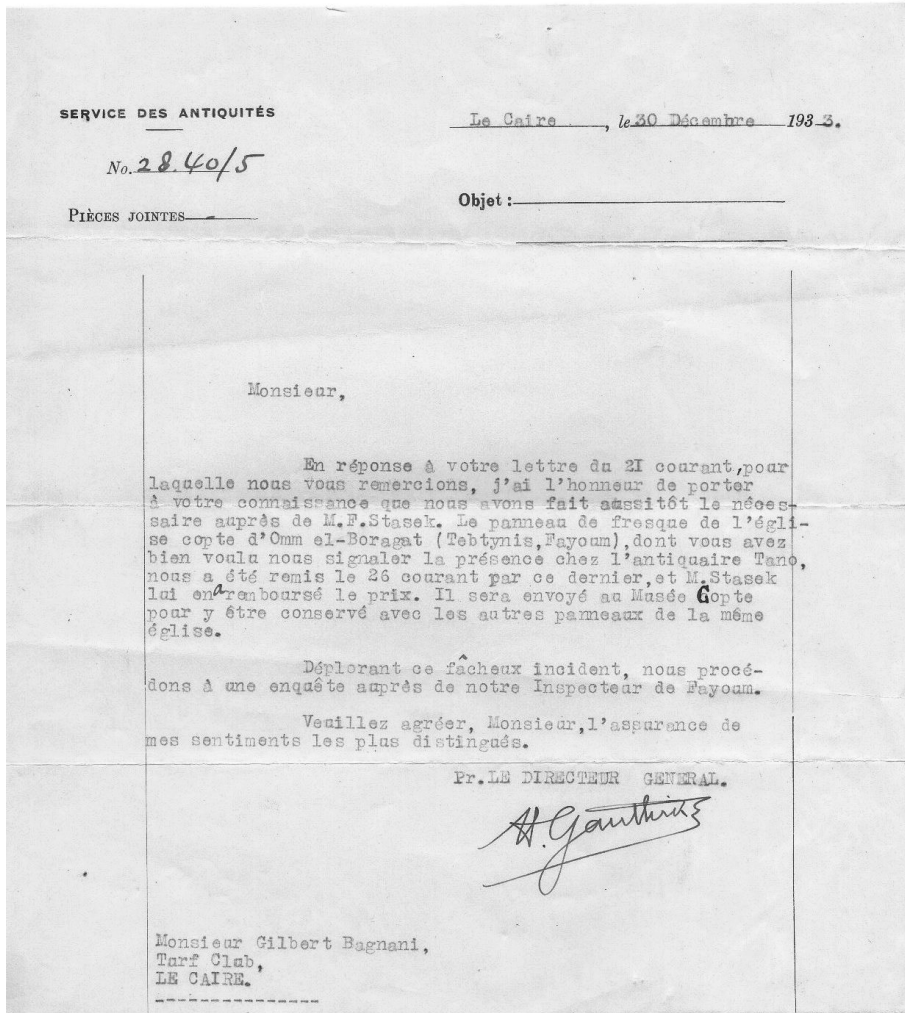 SERVICE DES ANTIQUITÉS
Le Caire, le 30 Décembre 1933.
No. 28.40/5
Objet :
PIÈCES JOINTES -
Monsieur,
En réponse à votre lettre du 2I courant,pour
laquelle nous vous remercions, j'ai l'honneur de porter
à votre connaissance que nous avons fait aussitôt le néces-
saire auprès de M.F.Stasek. Le panneau de fresque de l'égli-
se copte d'Omm el-Boragat (Tebtynis,Fayoum),dont vous avez
bien voulu nous signaler la présence chez l'antiquaire Tano,
nous a été remis le 26 courant par ce dernier,et M.Stasek
lui en a remboursé le prix. Il sera envoyé au Musée Copte
pour y être conservé avec les autres panneaux de la même
église.
Déplorant ce fâcheux incident, nous procé-
dons à une enquête auprès de notre Inspecteur de Fayoum.
Veuillez agréer, Monsieur,l'assurance de
mes sentiments les plus distingués.
Pr.LE DIRECTEUR GENERAL.
H. Gauthier
Monsieur Gilbert Bagnani,
Turf Club,
LE CAIRE.
---------------